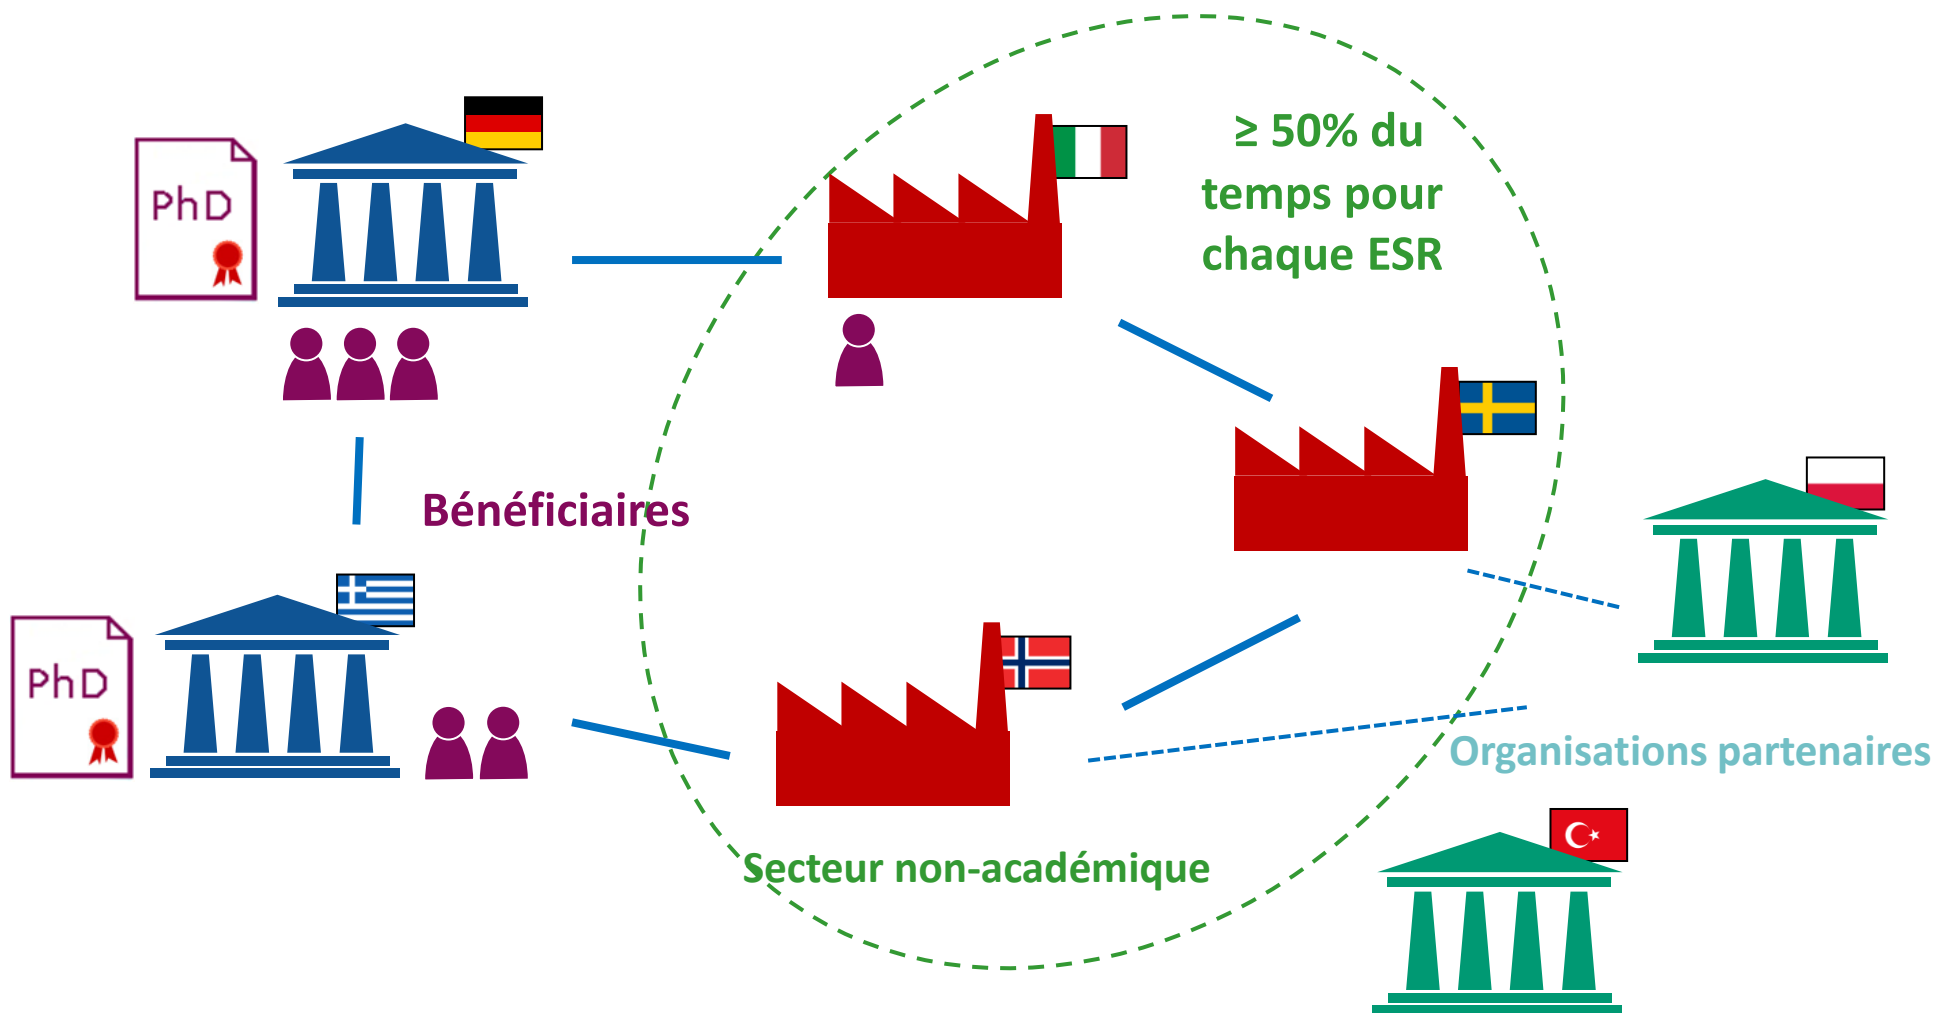 ≥ 50% du
temps pour
chaque ESR
PhD
Bénéficiaires
PhD
Organisations partenaires
Secteur non-académique